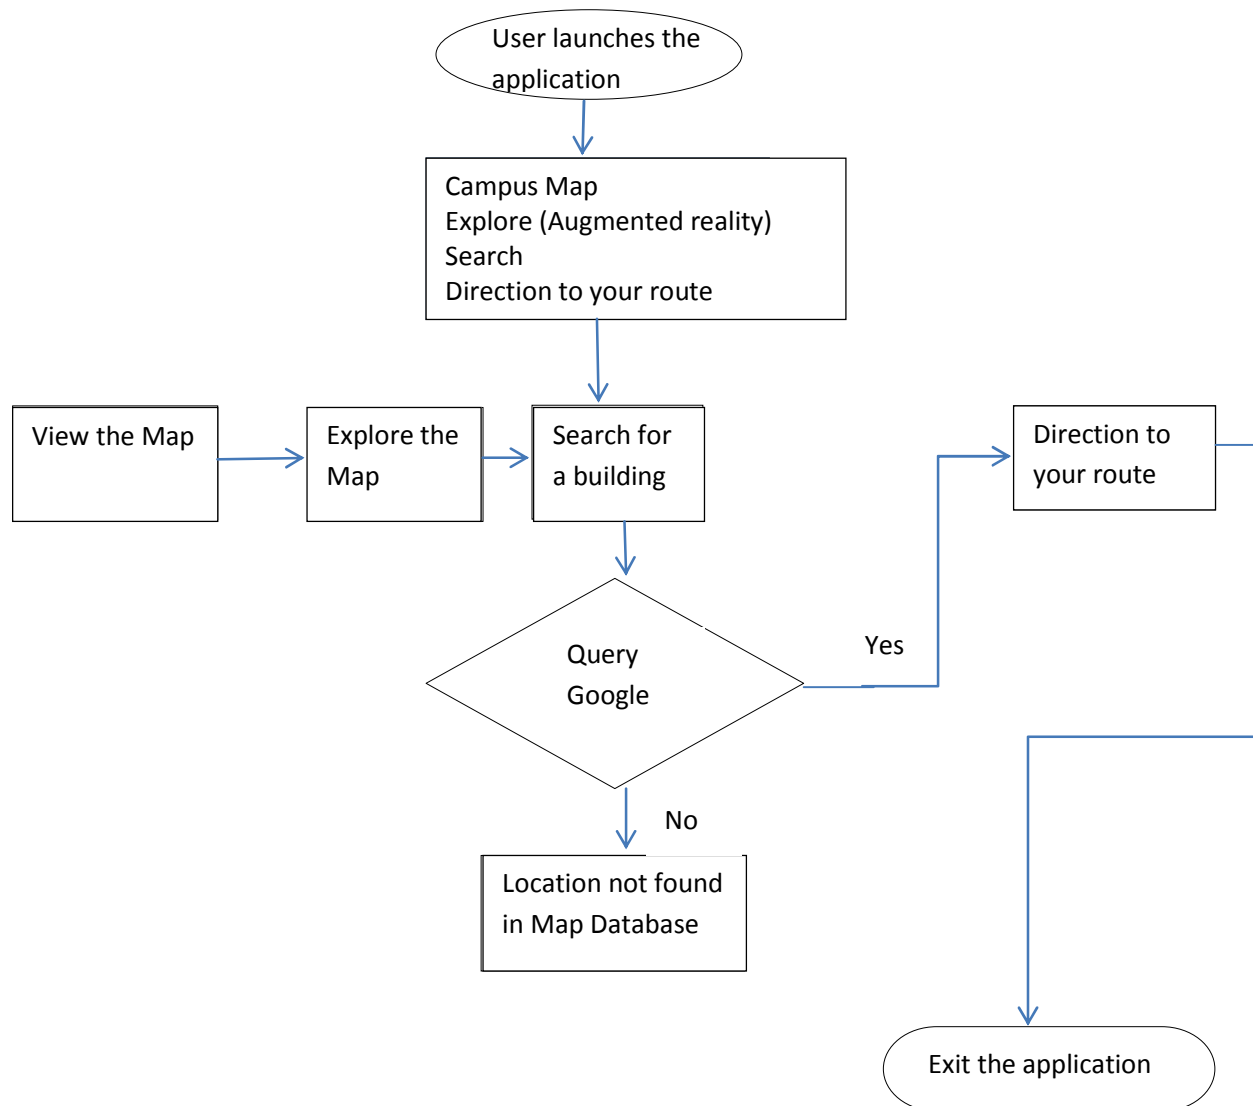 User launches the
application
Campus Map
Explore (Augmented reality)
Search
Direction to your route
View the Map
Explore the
Map
Search for
a building
Direction to
your route
Query
Google
Yes
No
Location not found
in Map Database
Exit the application